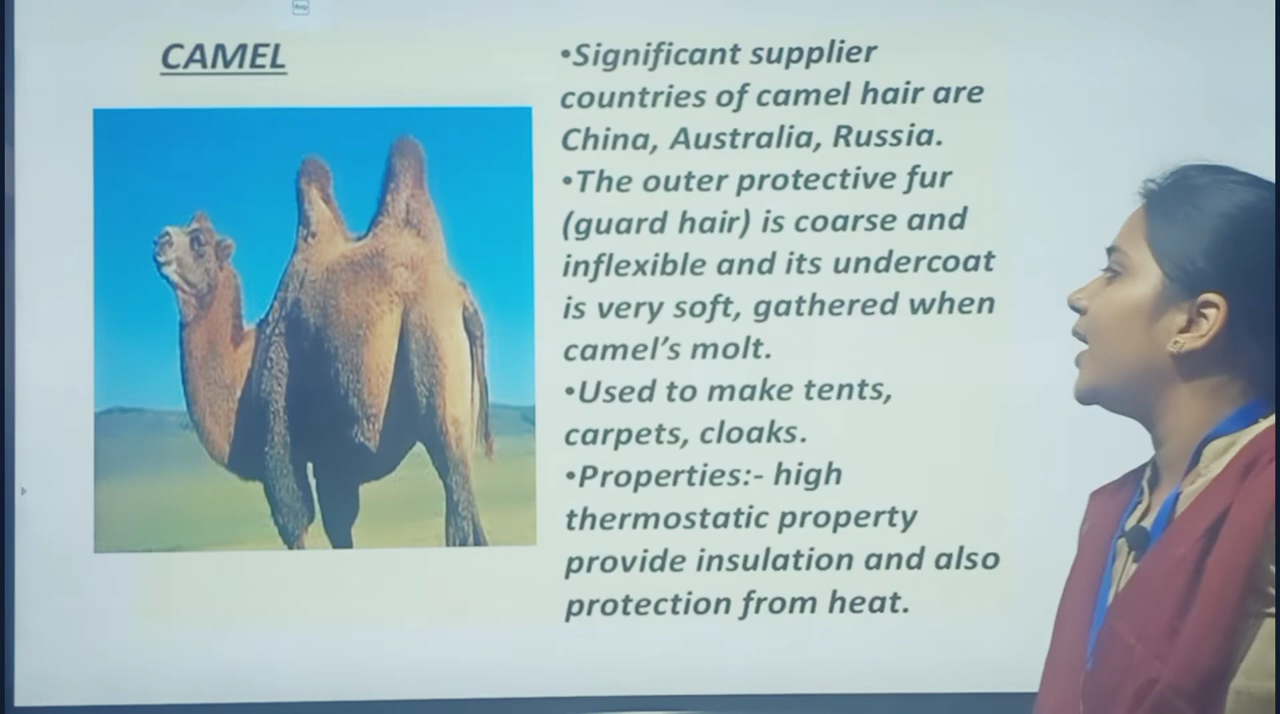 CAMEL
•Significant supplier
countries of camel hair are
China, Australia, Russia.
•The outer protective fur
(guard hair) is coarse and
inflexible and its undercoat
is very soft, gathered when
camel's molt.
•Used to make tents,
carpets, cloaks.
•Properties:- high
thermostatic property
provide insulation and also
protection from heat.